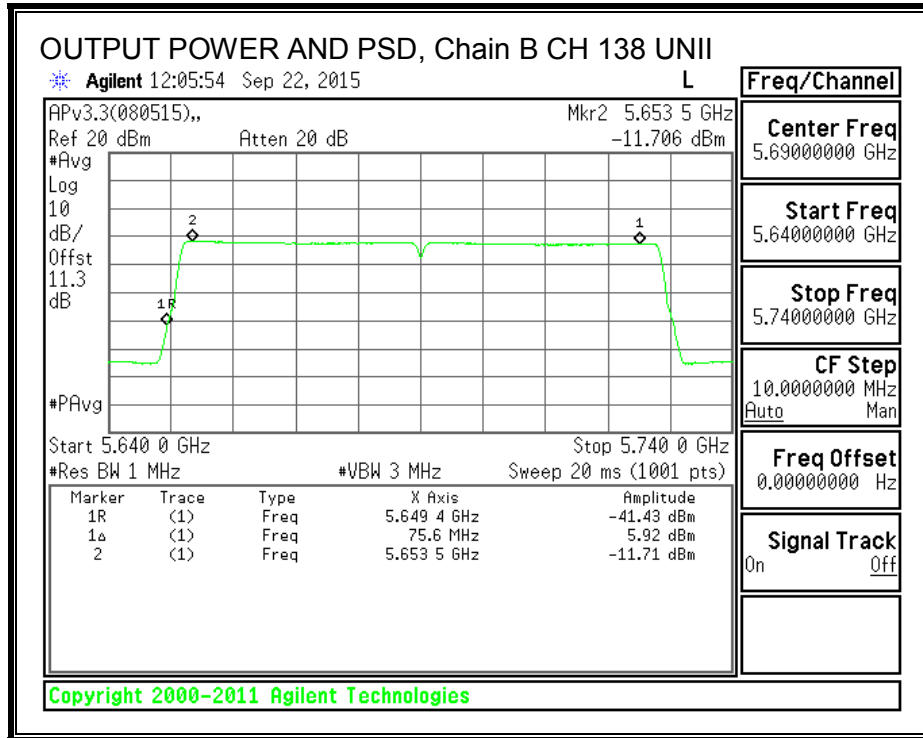 OUTPUT POWER AND PSD, Chain B CH 138 UNII
Agilent 12:05:54 Sep 22, 2015 L
APv3.3(080515),, Mkr2 5.653 5 GHz
Ref 20 dBm Atten 20 dB -11.706 dBm
#Avg
Log
10
dB/
Offst
11.3
dB
#PAvg
2
1
1R
Start 5.640 0 GHz Stop 5.740 0 GHz
#Res BW 1 MHz #VBW 3 MHz Sweep 20 ms (1001 pts)
Marker Trace Type X Axis Amplitude
1R (1) Freq 5.649 4 GHz -41.43 dBm
1△ (1) Freq 75.6 MHz 5.92 dBm
2 (1) Freq 5.653 5 GHz -11.71 dBm
Freq/Channel
Center Freq
5.69000000 GHz
Start Freq
5.64000000 GHz
Stop Freq
5.74000000 GHz
CF Step
10.0000000 MHz
Auto Man
Freq Offset
0.00000000 Hz
Signal Track
On Off
Copyright 2000-2011 Agilent Technologies